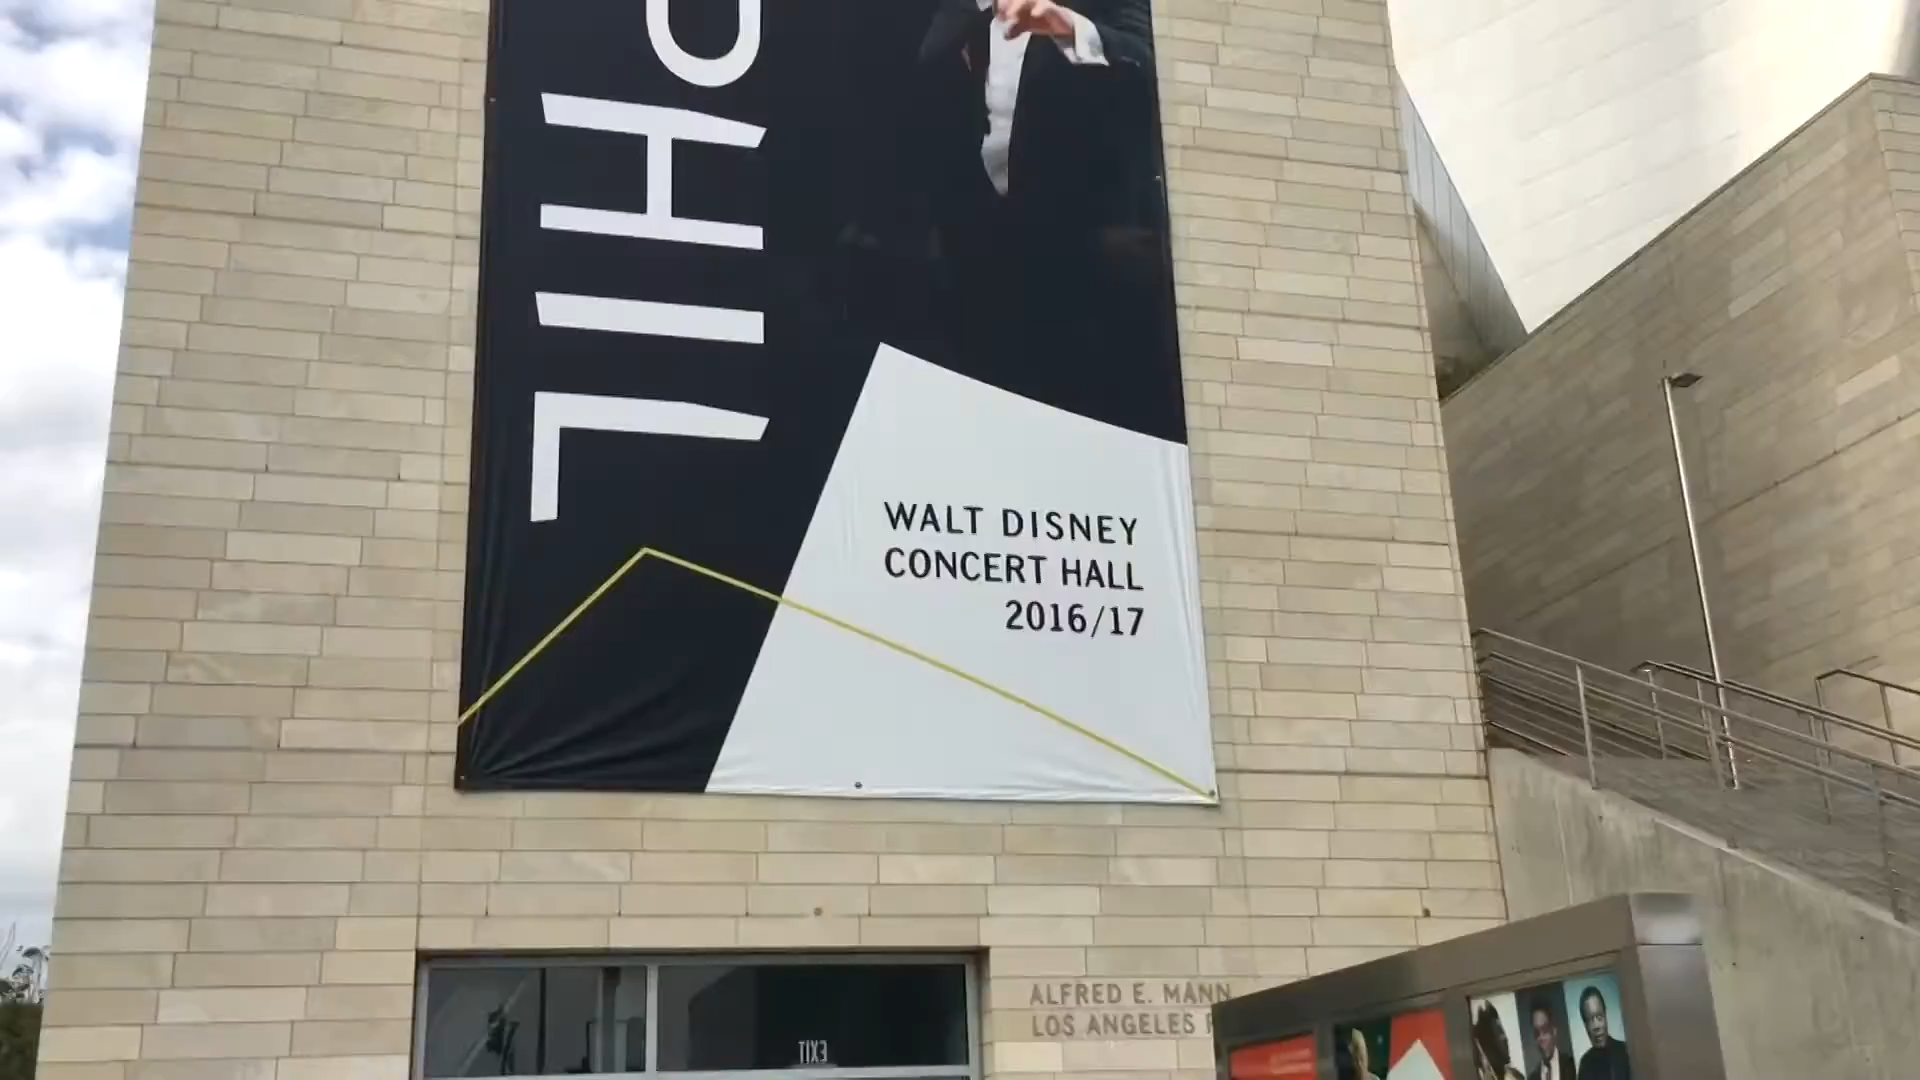 PHIL
WALT DISNEY
CONCERT HALL
2016/17
ALFRED E. MANN
LOS ANGELES
EXIT